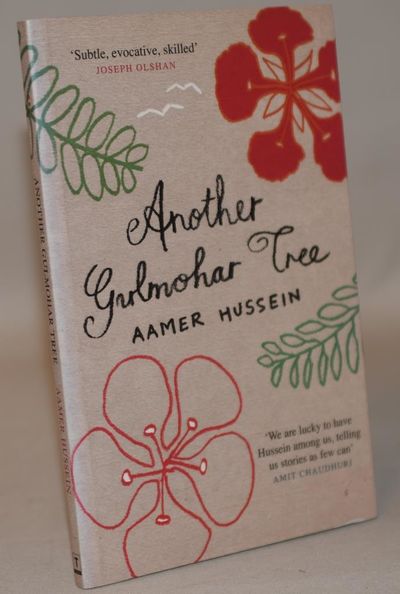 'Subtle, evocative, skilled'
JOSEPH OLSHAN
Another
Gulmohar Tree
AAMER HUSSEIN
'We are lucky to have
Hussein among us, telling
us stories as few can'
AMIT CHAUDHURI
ANOTHER GULMOHAR TREE AAMER HUSSEIN
T